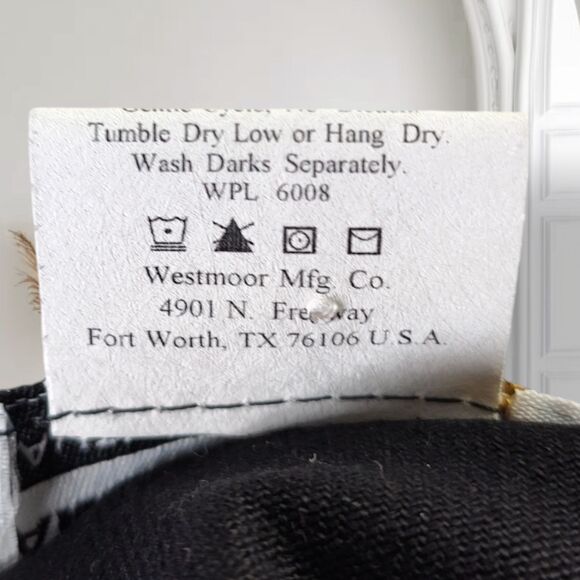 Tumble Dry Low or Hang Dry.
Wash Darks Separately.
WPL 6008
Westmoor Mfg. Co.
4901 N. Freeway
Fort Worth, TX 76106 U.S.A.